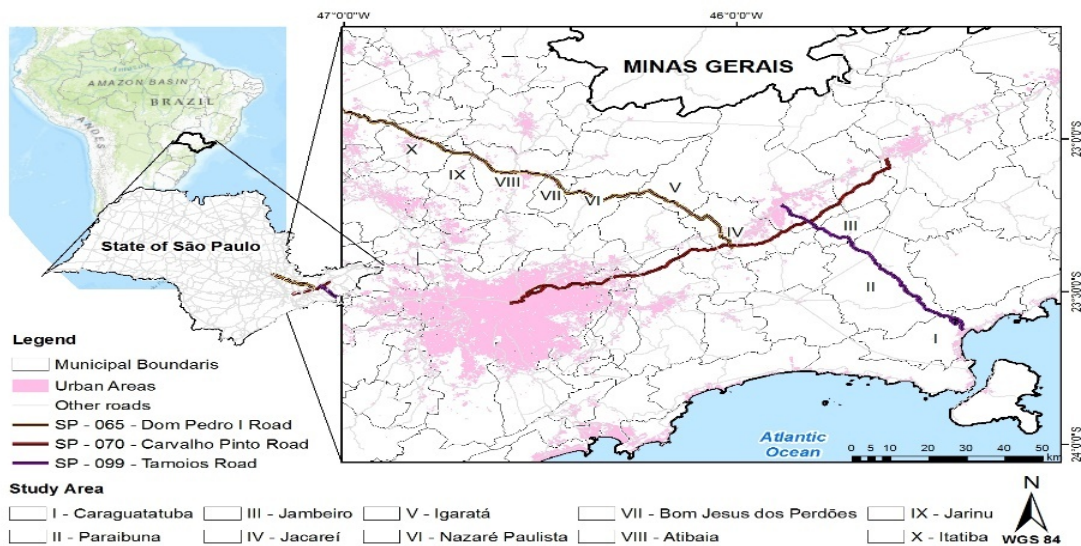 47°0'0"W
46°0'0"W
AMAZON BASIN
BRAZIL
ANDES
MINAS GERAIS
23°0'0"S
X
IX
VIII
VII
VI
V
IV
III
II
I
State of São Paulo
23°30'0"S
Legend
Municipal Boundaris
Urban Areas
Other roads
SP - 065 - Dom Pedro I Road
SP - 070 - Carvalho Pinto Road
SP - 099 - Tamoios Road
Atlantic
Ocean
0 10 20 30 40 50
km
24°0'0"S
Study Area
I - Caraguatatuba
III - Jambeiro
V - Igaratá
VII - Bom Jesus dos Perdões
IX - Jarinu
II - Paraibuna
IV - Jacareí
VI - Nazaré Paulista
VIII - Atibaia
X - Itatiba
N
WGS 84